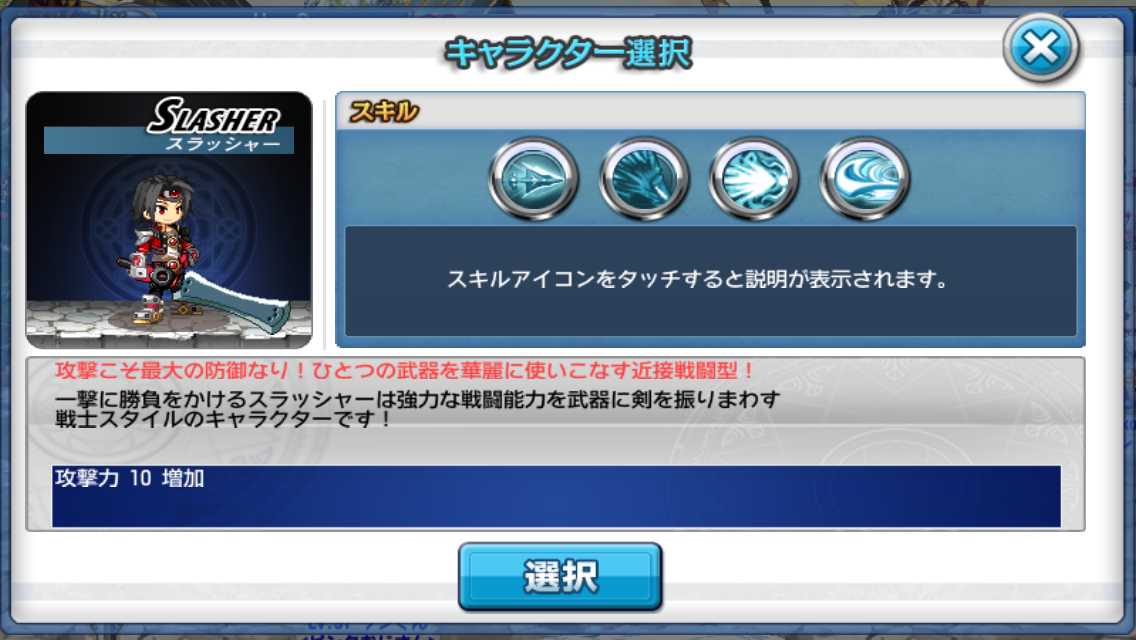 キャラクター選択
SLASHER
スラッシャー
スキル
スキルアイコンをタッチすると説明が表示されます。
攻撃こそ最大の防御なり！ひとつの武器を華麗に使いこなす近接戦闘型！
一撃に勝負をかけるスラッシャーは強力な戦闘能力を武器に剣を振りまわす
戦士スタイルのキャラクターです！
攻撃力 10 増加
選択